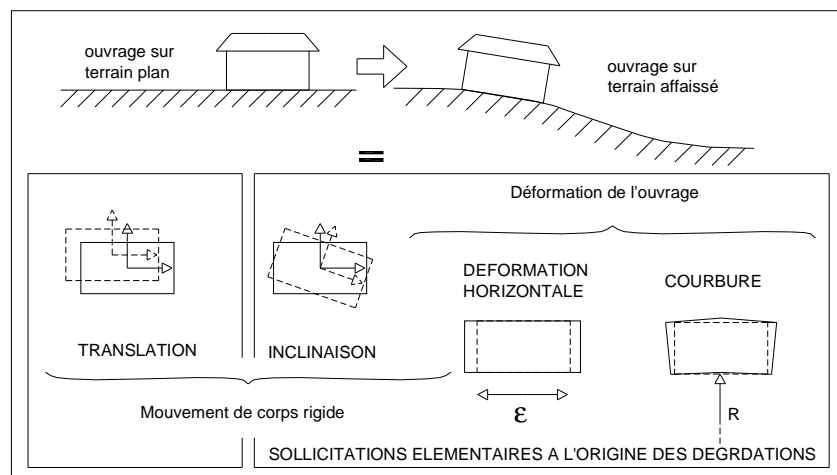 ouvrage sur
terrain plan
ouvrage sur
terrain affaissé
=
Déformation de l'ouvrage
DEFORMATION
HORIZONTALE
COURBURE
TRANSLATION
INCLINAISON
Mouvement de corps rigide
ε
R
SOLLICITATIONS ELEMENTAIRES A L'ORIGINE DES DEGRDATIONS